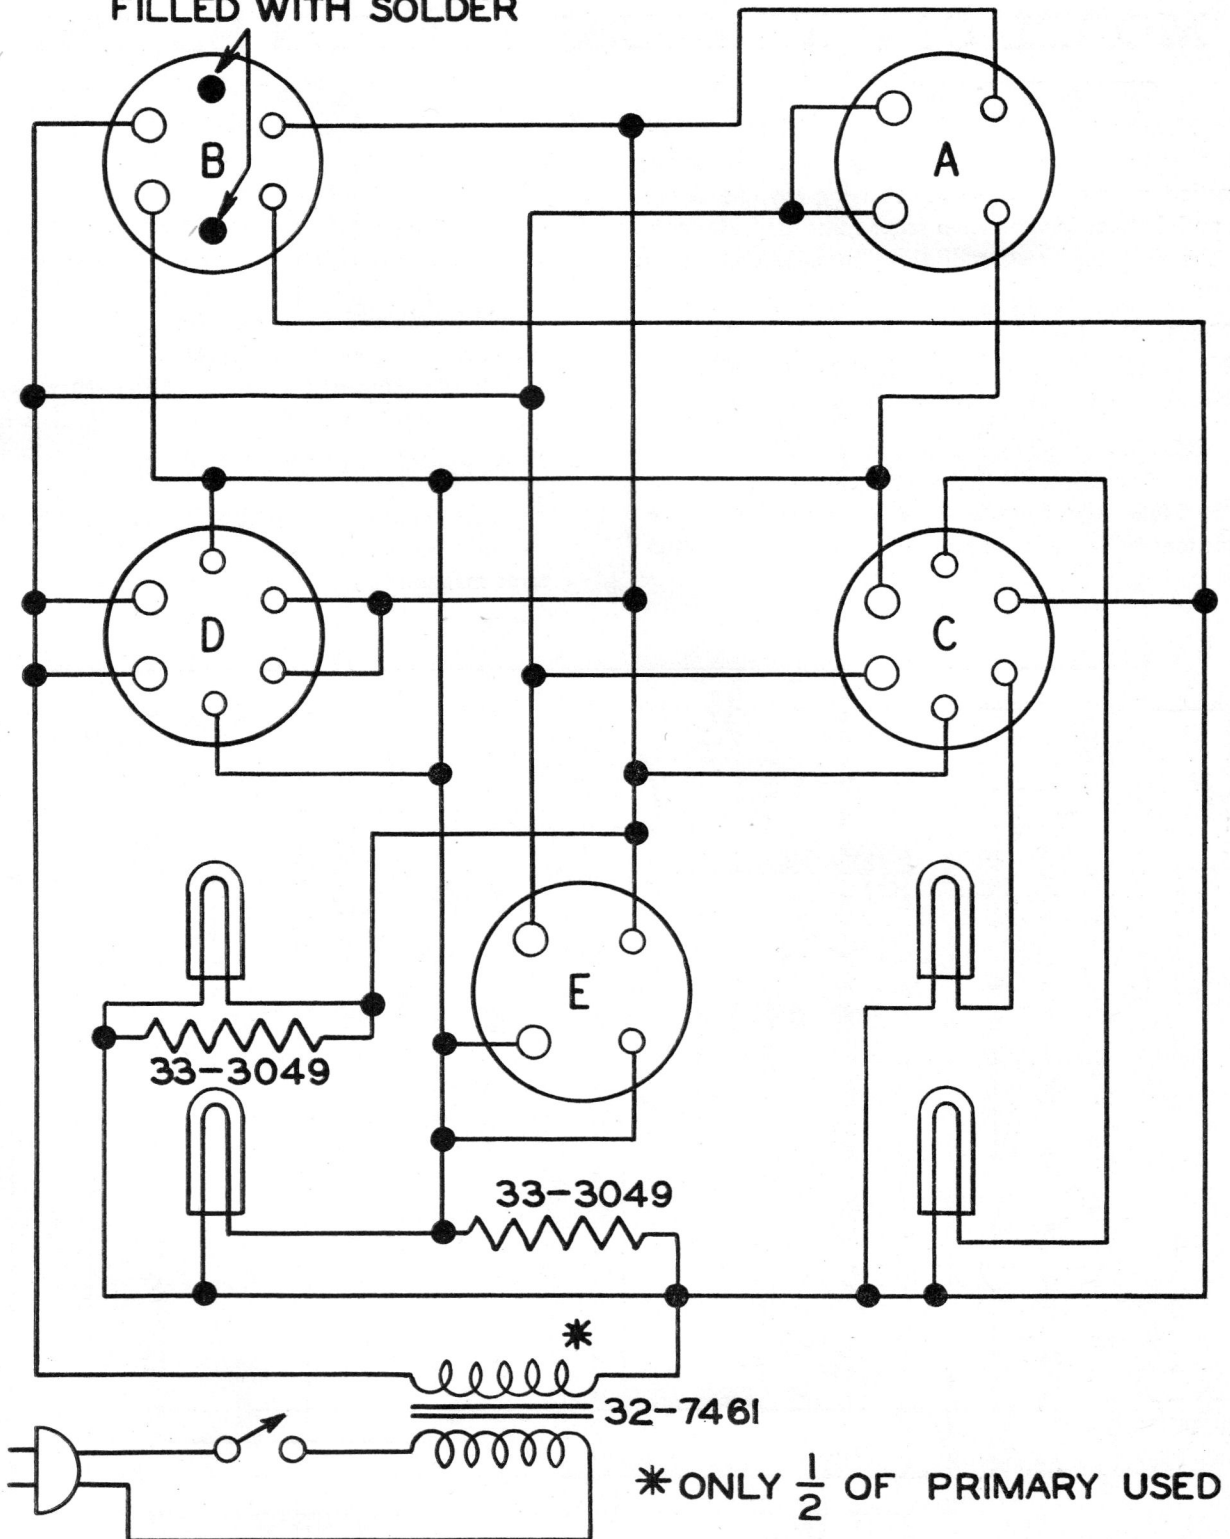 FILLED WITH SOLDER
B
A
D
C
E
33-3049
33-3049
32-7461
* ONLY 1/2 OF PRIMARY USED